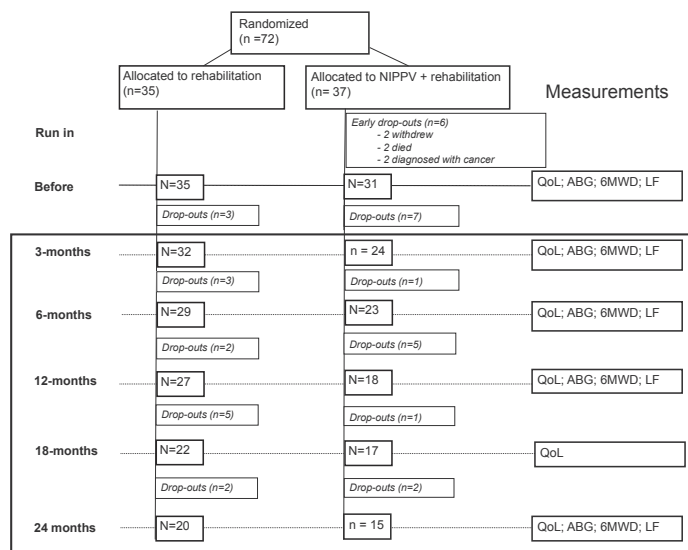 Randomized
(n =72)
Allocated to rehabilitation
(n=35)
Allocated to NIPPV + rehabilitation
(n= 37)
Measurements
Run in
Early drop-outs (n=6)
- 2 withdrew
- 2 died
- 2 diagnosed with cancer
Before
N=35
N=31
QoL; ABG; 6MWD; LF
Drop-outs (n=3)
Drop-outs (n=7)
3-months
N=32
n = 24
QoL; ABG; 6MWD; LF
Drop-outs (n=3)
Drop-outs (n=1)
6-months
N=29
N=23
QoL; ABG; 6MWD; LF
Drop-outs (n=2)
Drop-outs (n=5)
12-months
N=27
N=18
QoL; ABG; 6MWD; LF
Drop-outs (n=5)
Drop-outs (n=1)
18-months
N=22
N=17
QoL
Drop-outs (n=2)
Drop-outs (n=2)
24 months
N=20
n = 15
QoL; ABG; 6MWD; LF